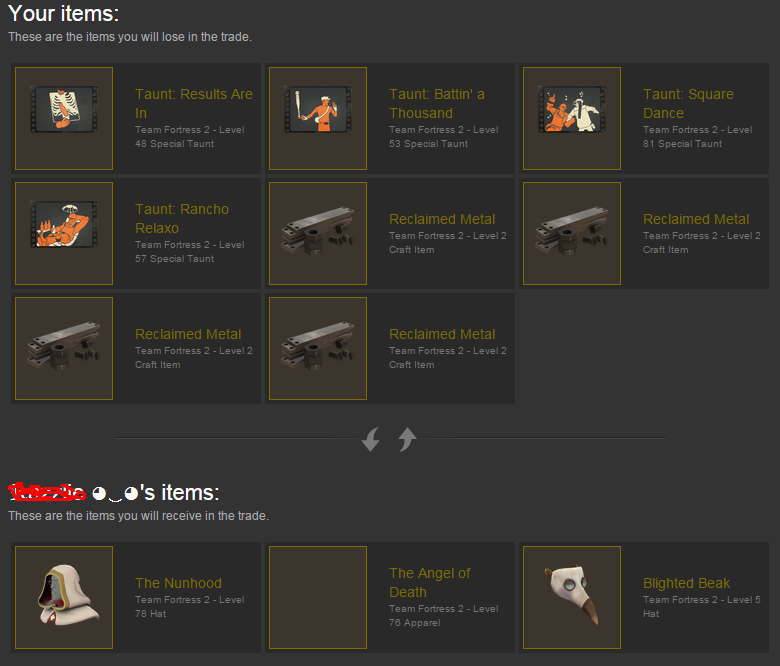 Your items:
These are the items you will lose in the trade.
Taunt: Results Are
In
Team Fortress 2 - Level
48 Special Taunt
Taunt: Battin' a
Thousand
Team Fortress 2 - Level
53 Special Taunt
Taunt: Square
Dance
Team Fortress 2 - Level
81 Special Taunt
Taunt: Rancho
Relaxo
Team Fortress 2 - Level
57 Special Taunt
Reclaimed Metal
Team Fortress 2 - Level 2
Craft Item
Reclaimed Metal
Team Fortress 2 - Level 2
Craft Item
Reclaimed Metal
Team Fortress 2 - Level 2
Craft Item
Reclaimed Metal
Team Fortress 2 - Level 2
Craft Item
◕‿◕'s items:
These are the items you will receive in the trade.
The Nunhood
Team Fortress 2 - Level
78 Hat
The Angel of
Death
Team Fortress 2 - Level
76 Apparel
Blighted Beak
Team Fortress 2 - Level 5
Hat